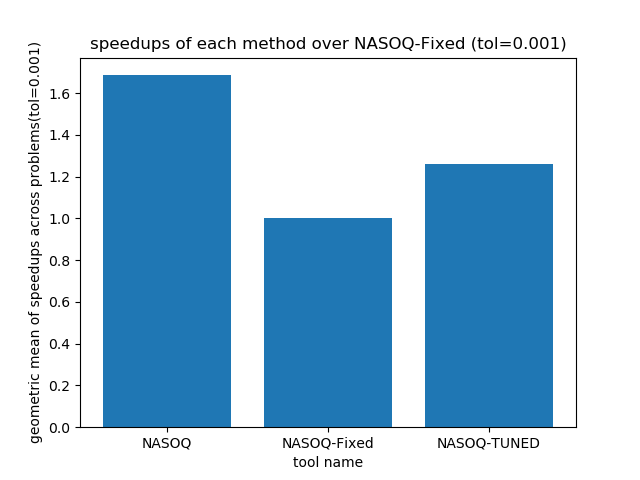 speedups of each method over NASOQ-Fixed (tol=0.001)
geometric mean of speedups across problems(tol=0.001)
1.6
1.4
1.2
1.0
0.8
0.6
0.4
0.2
0.0
NASOQ NASOQ-Fixed NASOQ-TUNED
tool name